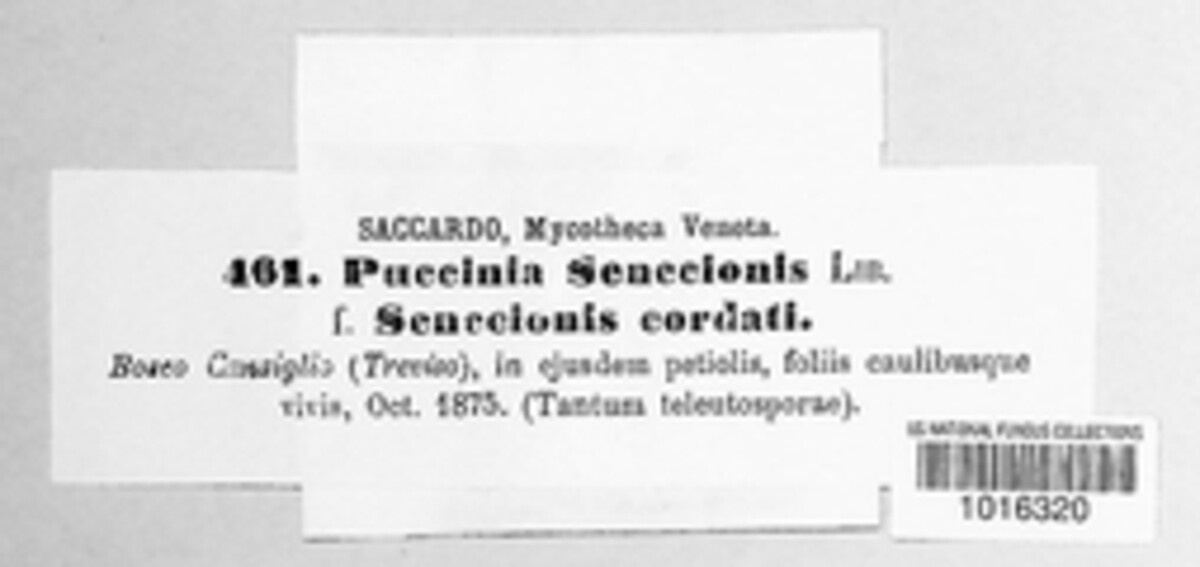 SACCARDO, Mycotheca Veneta.
461. Puccinia Senecionis Lib.
f. Senecionis cordati.
Bosco Cansiglio (Treviso), in ejusdem petiolis, foliis caulibusque
vivis, Oct. 1875. (Tantum teleutosporae).
US NATIONAL FUNGUS COLLECTIONS
1016320